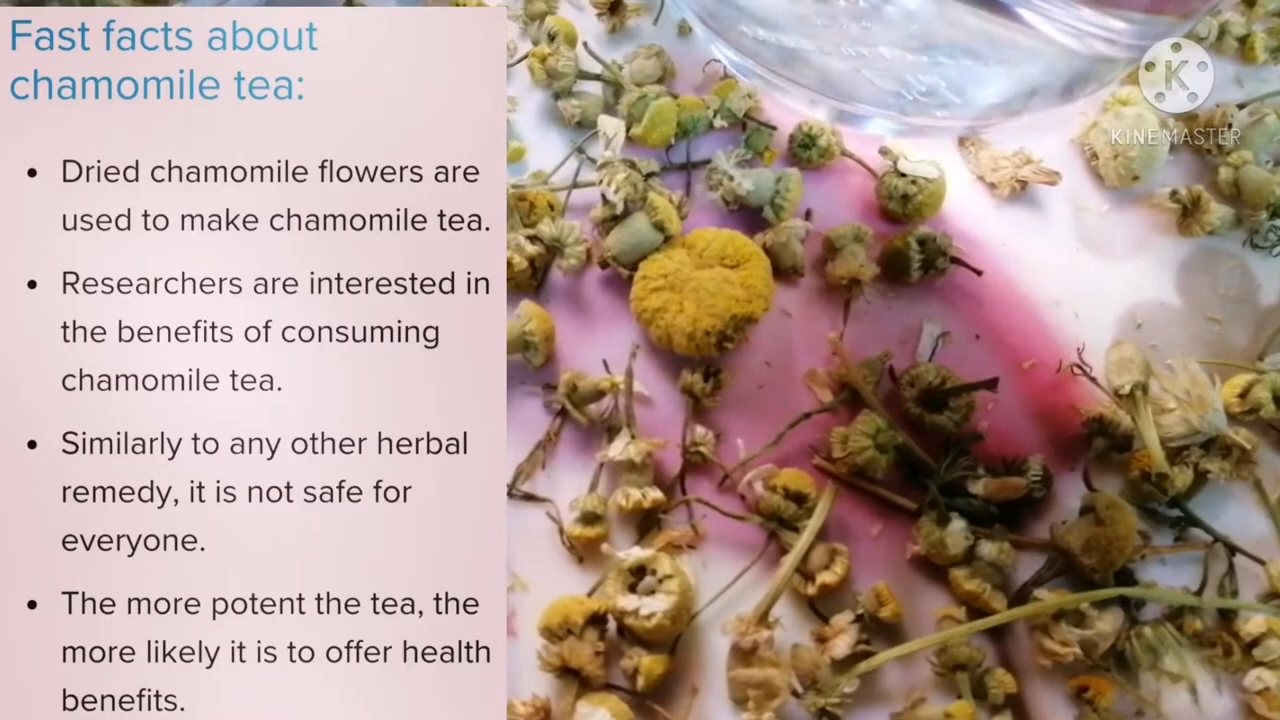 Fast facts about
chamomile tea:
• Dried chamomile flowers are
used to make chamomile tea.
• Researchers are interested in
the benefits of consuming
chamomile tea.
• Similarly to any other herbal
remedy, it is not safe for
everyone.
• The more potent the tea, the
more likely it is to offer health
benefits.
K
KINEMASTER